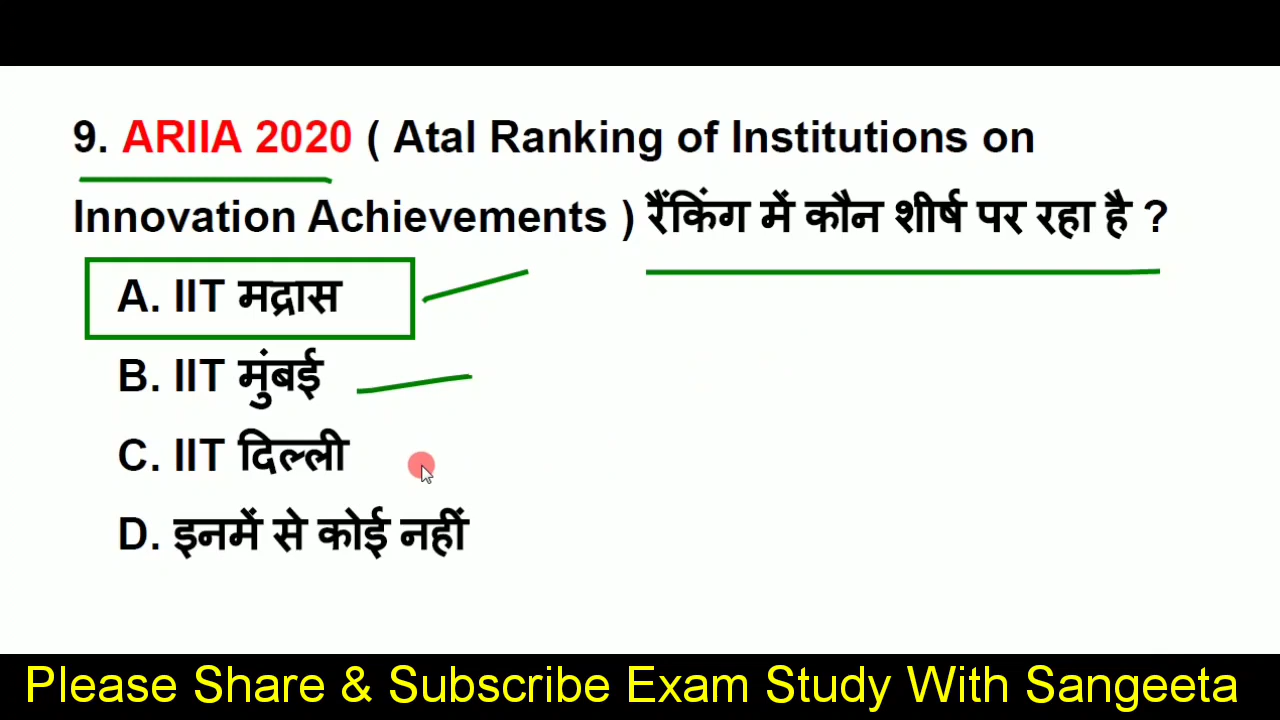 9. ARIIA 2020 ( Atal Ranking of Institutions on
Innovation Achievements ) रैंकिंग में कौन शीर्ष पर रहा है ?
A. IIT मद्रास
B. IIT मुंबई
C. IIT दिल्ली
D. इनमें से कोई नहीं
Please Share & Subscribe Exam Study With Sangeeta